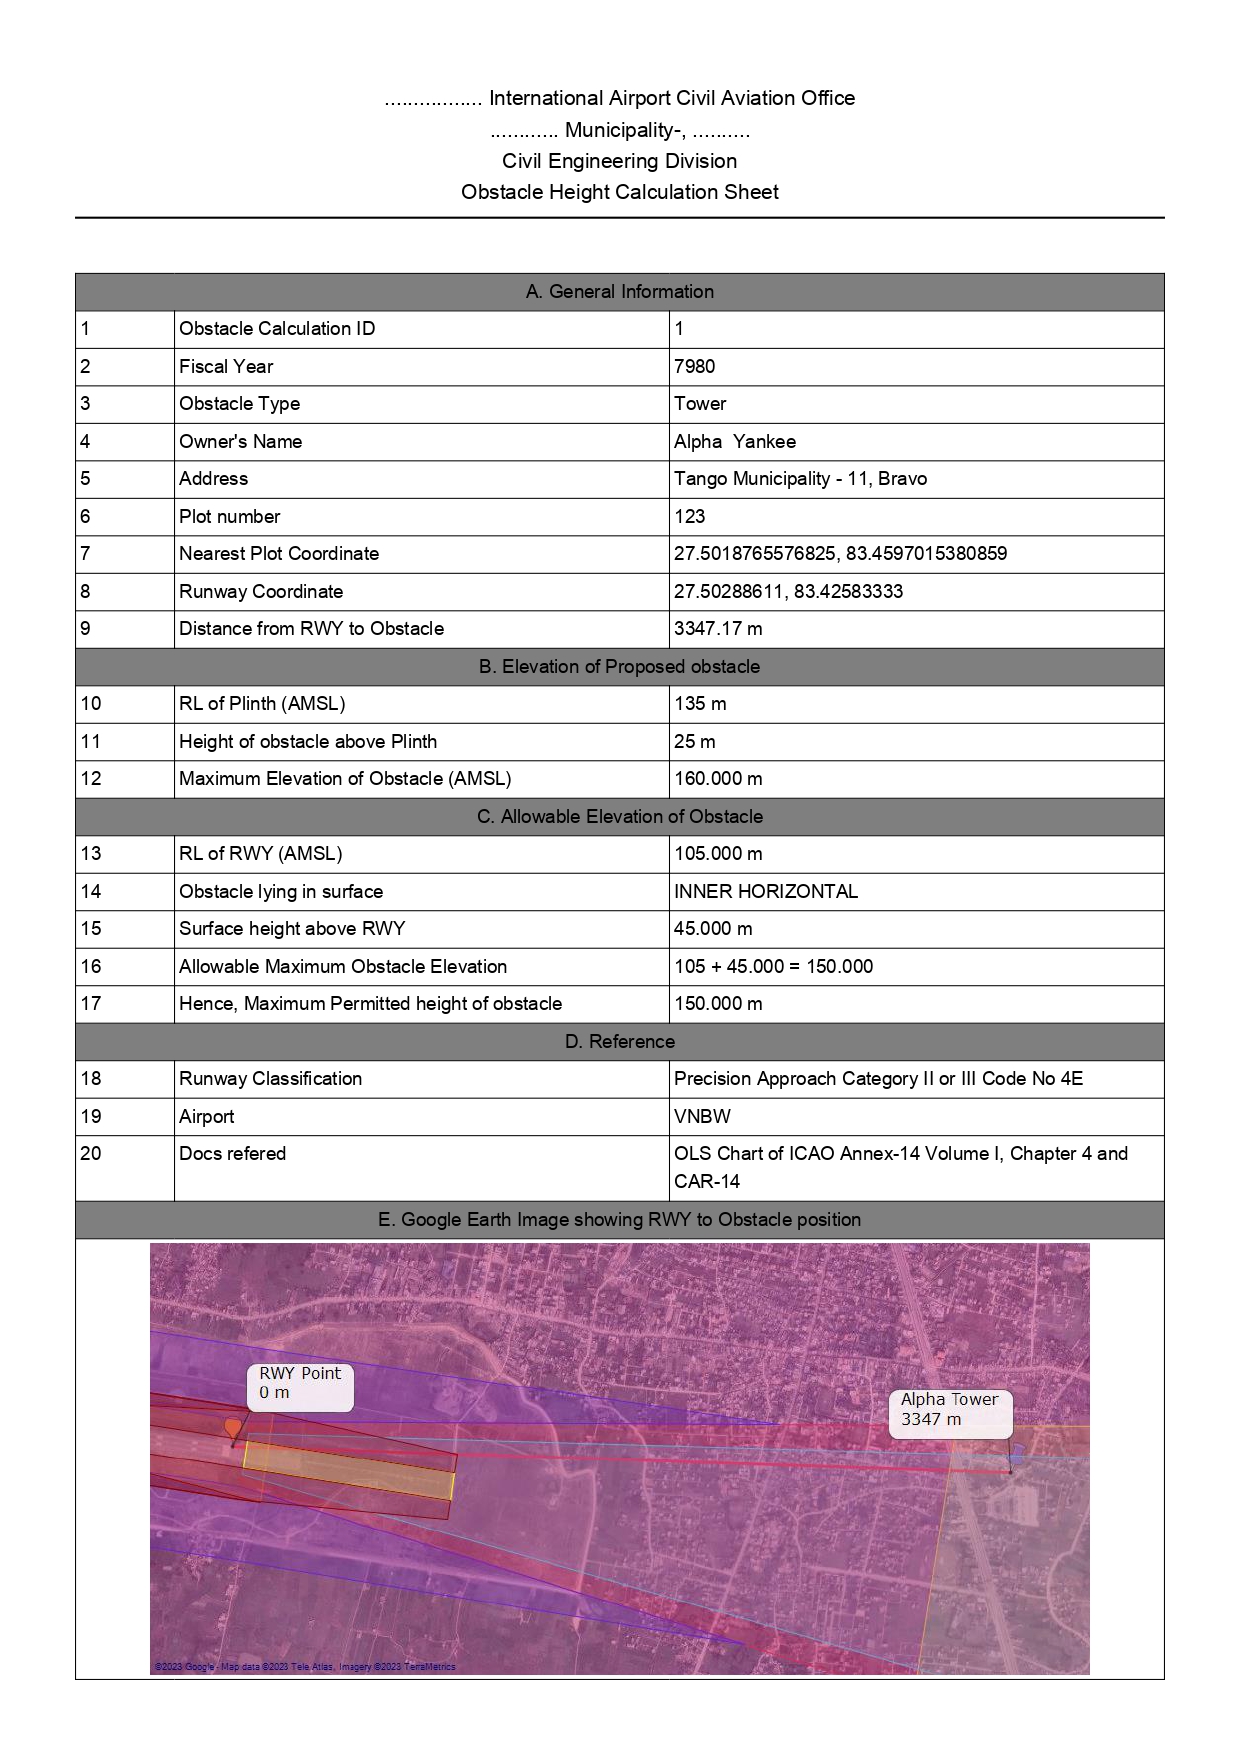 ................ International Airport Civil Aviation Office
........... Municipality-, .........
Civil Engineering Division
Obstacle Height Calculation Sheet
A. General Information
1 Obstacle Calculation ID 1
2 Fiscal Year 7980
3 Obstacle Type Tower
4 Owner's Name Alpha  Yankee
5 Address Tango Municipality - 11, Bravo
6 Plot number 123
7 Nearest Plot Coordinate 27.5018765576825, 83.4597015380859
8 Runway Coordinate 27.50288611, 83.42583333
9 Distance from RWY to Obstacle 3347.17 m
B. Elevation of Proposed obstacle
10 RL of Plinth (AMSL) 135 m
11 Height of obstacle above Plinth 25 m
12 Maximum Elevation of Obstacle (AMSL) 160.000 m
C. Allowable Elevation of Obstacle
13 RL of RWY (AMSL) 105.000 m
14 Obstacle lying in surface INNER HORIZONTAL
15 Surface height above RWY 45.000 m
16 Allowable Maximum Obstacle Elevation 105 + 45.000 = 150.000
17 Hence, Maximum Permitted height of obstacle 150.000 m
D. Reference
18 Runway Classification Precision Approach Category II or III Code No 4E
19 Airport VNBW
20 Docs refered OLS Chart of ICAO Annex-14 Volume I, Chapter 4 and
CAR-14
E. Google Earth Image showing RWY to Obstacle position
RWY Point
0 m
Alpha Tower
3347 m
©2023 Google - Map data ©2023 Tele Atlas, Imagery ©2023 TerraMetrics